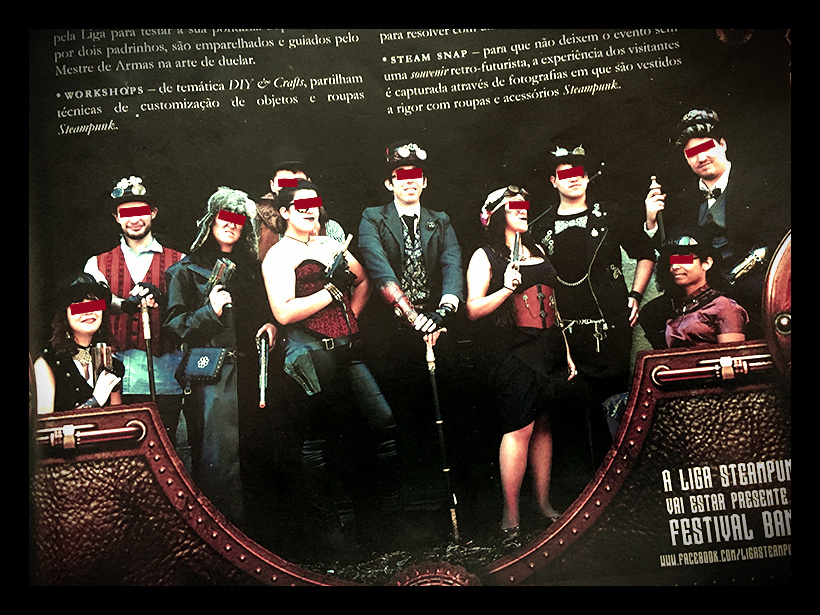 pela Liga para testar a sua
por dois padrinhos, são emparelhados e guiados pelo
Mestre de Armas na arte de duelar.
• WORKSHOPS – de temática DIY & Crafts, partilham
técnicas de customização de objetos e roupas
Steampunk.
para resolver com
• STEAM SNAP – para que não deixem o evento sem
uma souvenir retro-futurista, a experiência dos visitantes
é capturada através de fotografias em que são vestidos
a rigor com roupas e acessórios Steampunk.
A LIGA STEAMPUN
VAI ESTAR PRESENTE
FESTIVAL BAN
WWW.FACEBOOK.COM/LIGASTEAMPU